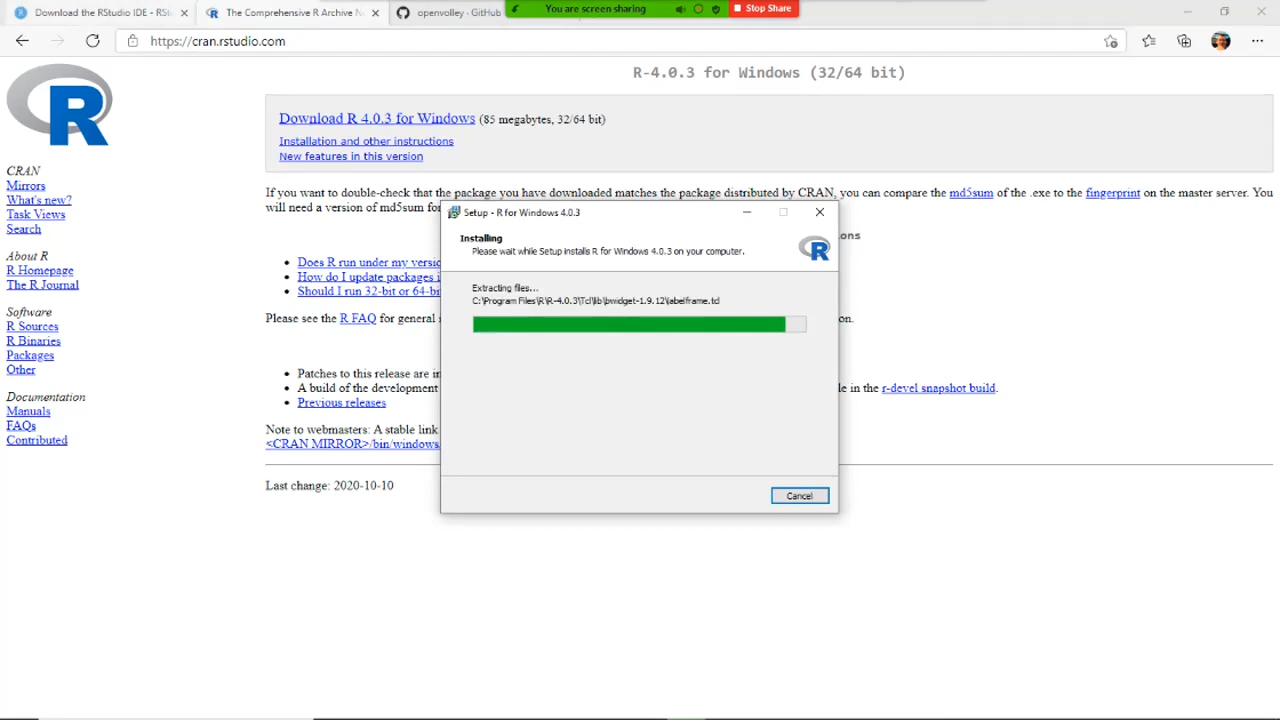 Download the RStudio IDE - RSt
The Comprehensive R Archive N
openvolley · GitHub
You are screen sharing
Stop Share
https://cran.rstudio.com
R
CRAN
Mirrors
What's new?
Task Views
Search
About R
R Homepage
The R Journal
Software
R Sources
R Binaries
Packages
Other
Documentation
Manuals
FAQs
Contributed
R-4.0.3 for Windows (32/64 bit)
Download R 4.0.3 for Windows (85 megabytes, 32/64 bit)
Installation and other instructions
New features in this version
If you want to double-check that the package you have downloaded matches the package distributed by CRAN, you can compare the md5sum of the .exe to the fingerprint on the master server. You
will need a version of md5sum for
ons
Does R run under my versio
How do I update packages i
Should I run 32-bit or 64-bi
Please see the R FAQ for general on.
Patches to this release are in
A build of the development le in the r-devel snapshot build.
Previous releases
Note to webmasters: A stable link
<CRAN MIRROR>/bin/windows/
Last change: 2020-10-10
Setup - R for Windows 4.0.3
Installing
Please wait while Setup installs R for Windows 4.0.3 on your computer.
R
Extracting files...
C:\Program Files\R\R-4.0.3\Tcl\lib\bwidget-1.9.12\labelframe.tcl
Cancel